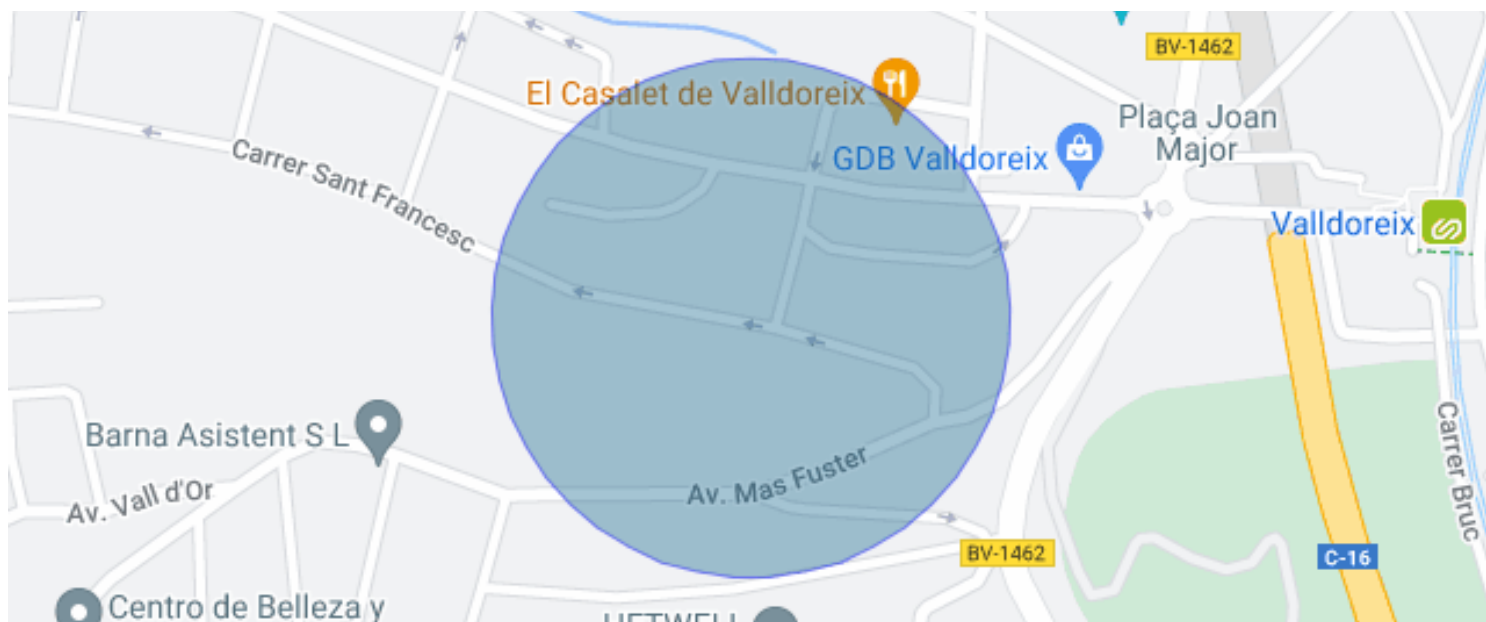 BV-1462
El Casalet de Valldoreix
Plaça Joan
Major
GDB Valldoreix
Carrer Sant Francesc
Valldoreix
Barna Asistent S L
Av. Vall d'Or
Av. Mas Fuster
Carrer Bruc
BV-1462
C-16
Centro de Belleza y